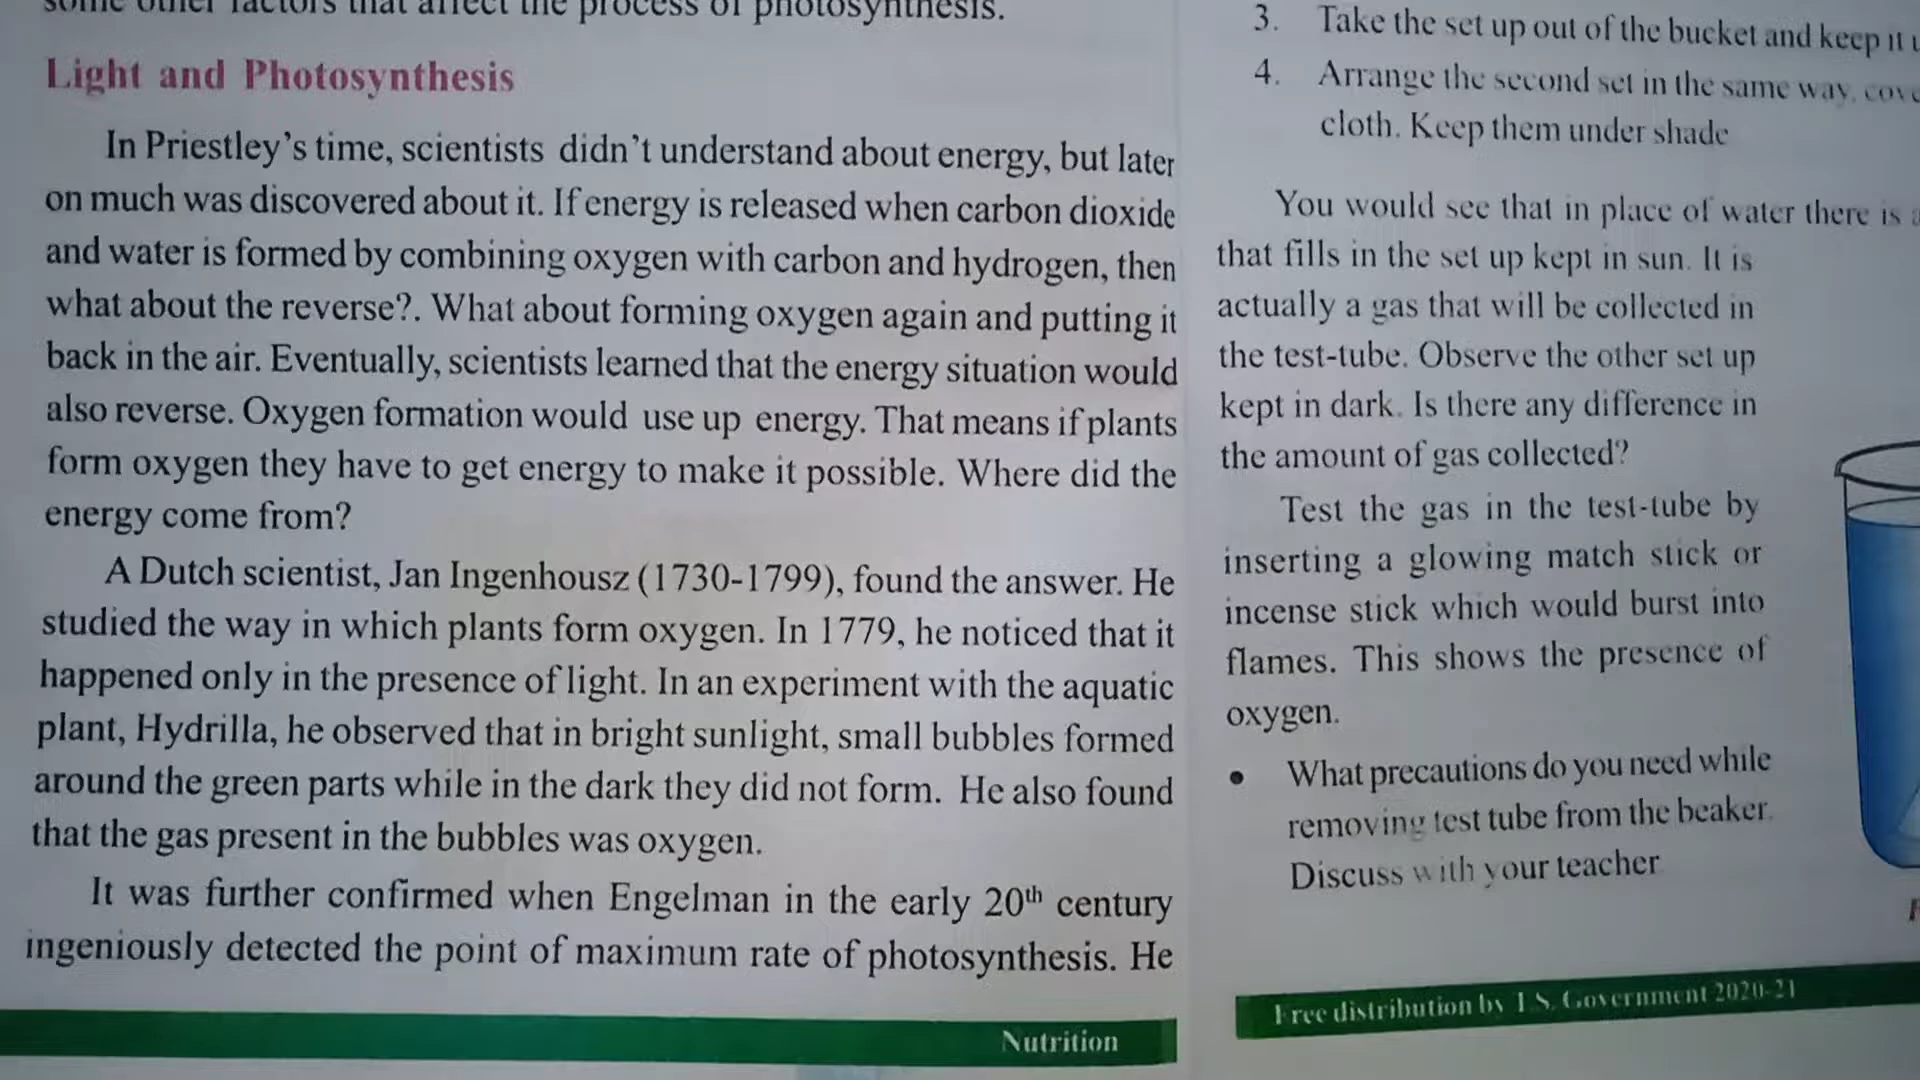 some other factors that affect the process of photosynthesis.
Light and Photosynthesis
In Priestley's time, scientists didn't understand about energy, but later
on much was discovered about it. If energy is released when carbon dioxide
and water is formed by combining oxygen with carbon and hydrogen, then
what about the reverse?. What about forming oxygen again and putting it
back in the air. Eventually, scientists learned that the energy situation would
also reverse. Oxygen formation would use up energy. That means if plants
form oxygen they have to get energy to make it possible. Where did the
energy come from?
A Dutch scientist, Jan Ingenhousz (1730-1799), found the answer. He
studied the way in which plants form oxygen. In 1779, he noticed that it
happened only in the presence of light. In an experiment with the aquatic
plant, Hydrilla, he observed that in bright sunlight, small bubbles formed
around the green parts while in the dark they did not form. He also found
that the gas present in the bubbles was oxygen.
It was further confirmed when Engelman in the early 20th century
ingeniously detected the point of maximum rate of photosynthesis. He
Nutrition
3. Take the set up out of the bucket and keep it
4. Arrange the second set in the same way,
cloth. Keep them under shade
You would see that in place of water there is
that fills in the set up kept in sun. It is
actually a gas that will be collected in
the test-tube. Observe the other set up
kept in dark. Is there any difference in
the amount of gas collected?
Test the gas in the test-tube by
inserting a glowing match stick or
incense stick which would burst into
flames. This shows the presence of
oxygen.
• What precautions do you need while
removing test tube from the beaker.
Discuss with your teacher
Free distribution by T.S. Government 2020-21